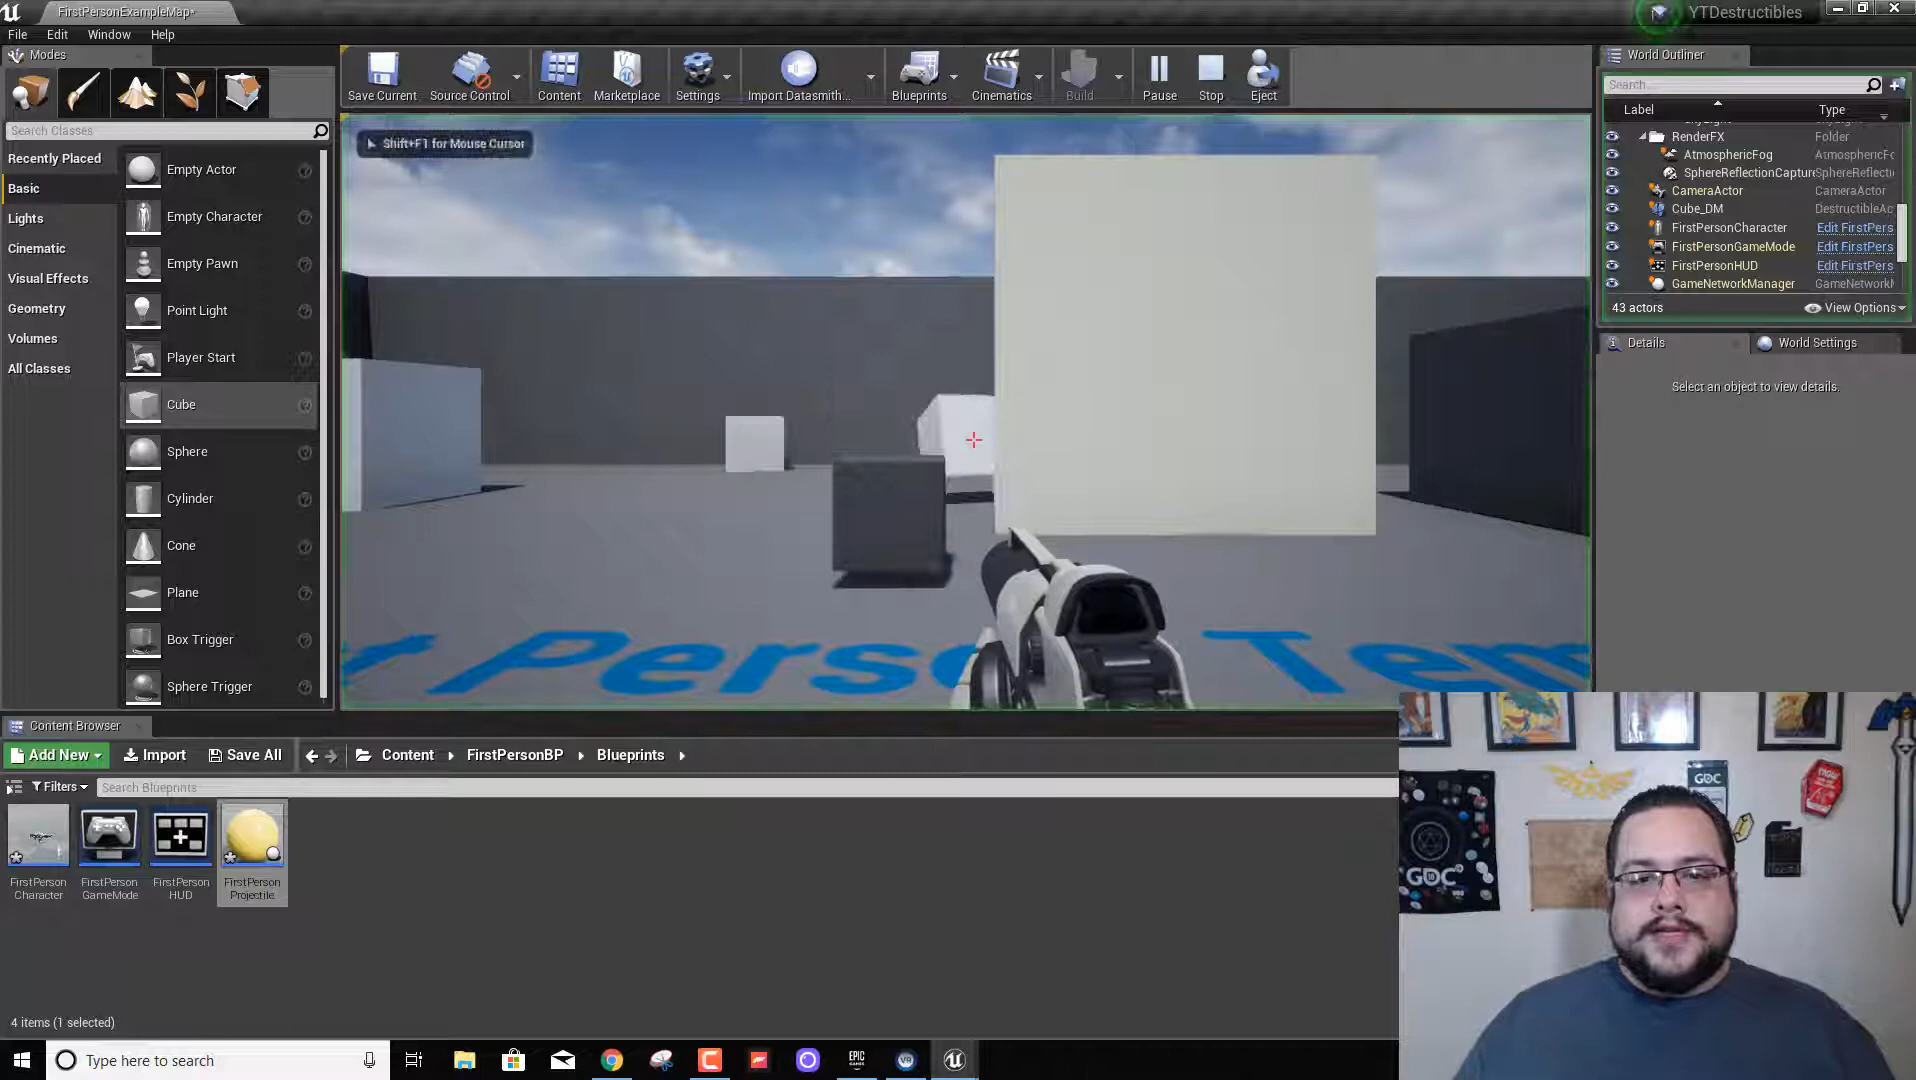 FirstPersonExampleMap*
YTDestructibles
File Edit Window Help
Modes
Save Current
Source Control
Content
Marketplace
Settings
Import Datasmith...
Blueprints
Cinematics
Build
Pause
Stop
Eject
World Outliner
Search...
Label
Type
RenderFX Folder
AtmosphericFog AtmosphericFo
SphereReflectionCapture SphereReflecti
CameraActor CameraActor
Cube_DM DestructibleAc
FirstPersonCharacter Edit FirstPers
FirstPersonGameMode Edit FirstPers
FirstPersonHUD Edit FirstPers
GameNetworkManager GameNetworkM
43 actors
View Options
Details
World Settings
Select an object to view details.
Search Classes
Recently Placed
Basic
Lights
Cinematic
Visual Effects
Geometry
Volumes
All Classes
Empty Actor
Empty Character
Empty Pawn
Point Light
Player Start
Cube
Sphere
Cylinder
Cone
Plane
Box Trigger
Sphere Trigger
Shift+F1 for Mouse Cursor
r Perso Tem
Content Browser
Add New
Import
Save All
Content
FirstPersonBP
Blueprints
Filters
Search Blueprints
FirstPerson
Character
FirstPerson
GameMode
FirstPerson
HUD
FirstPerson
Projectile
4 items (1 selected)
GDC
GDC
Type here to search
EPIC
GAMES
VR